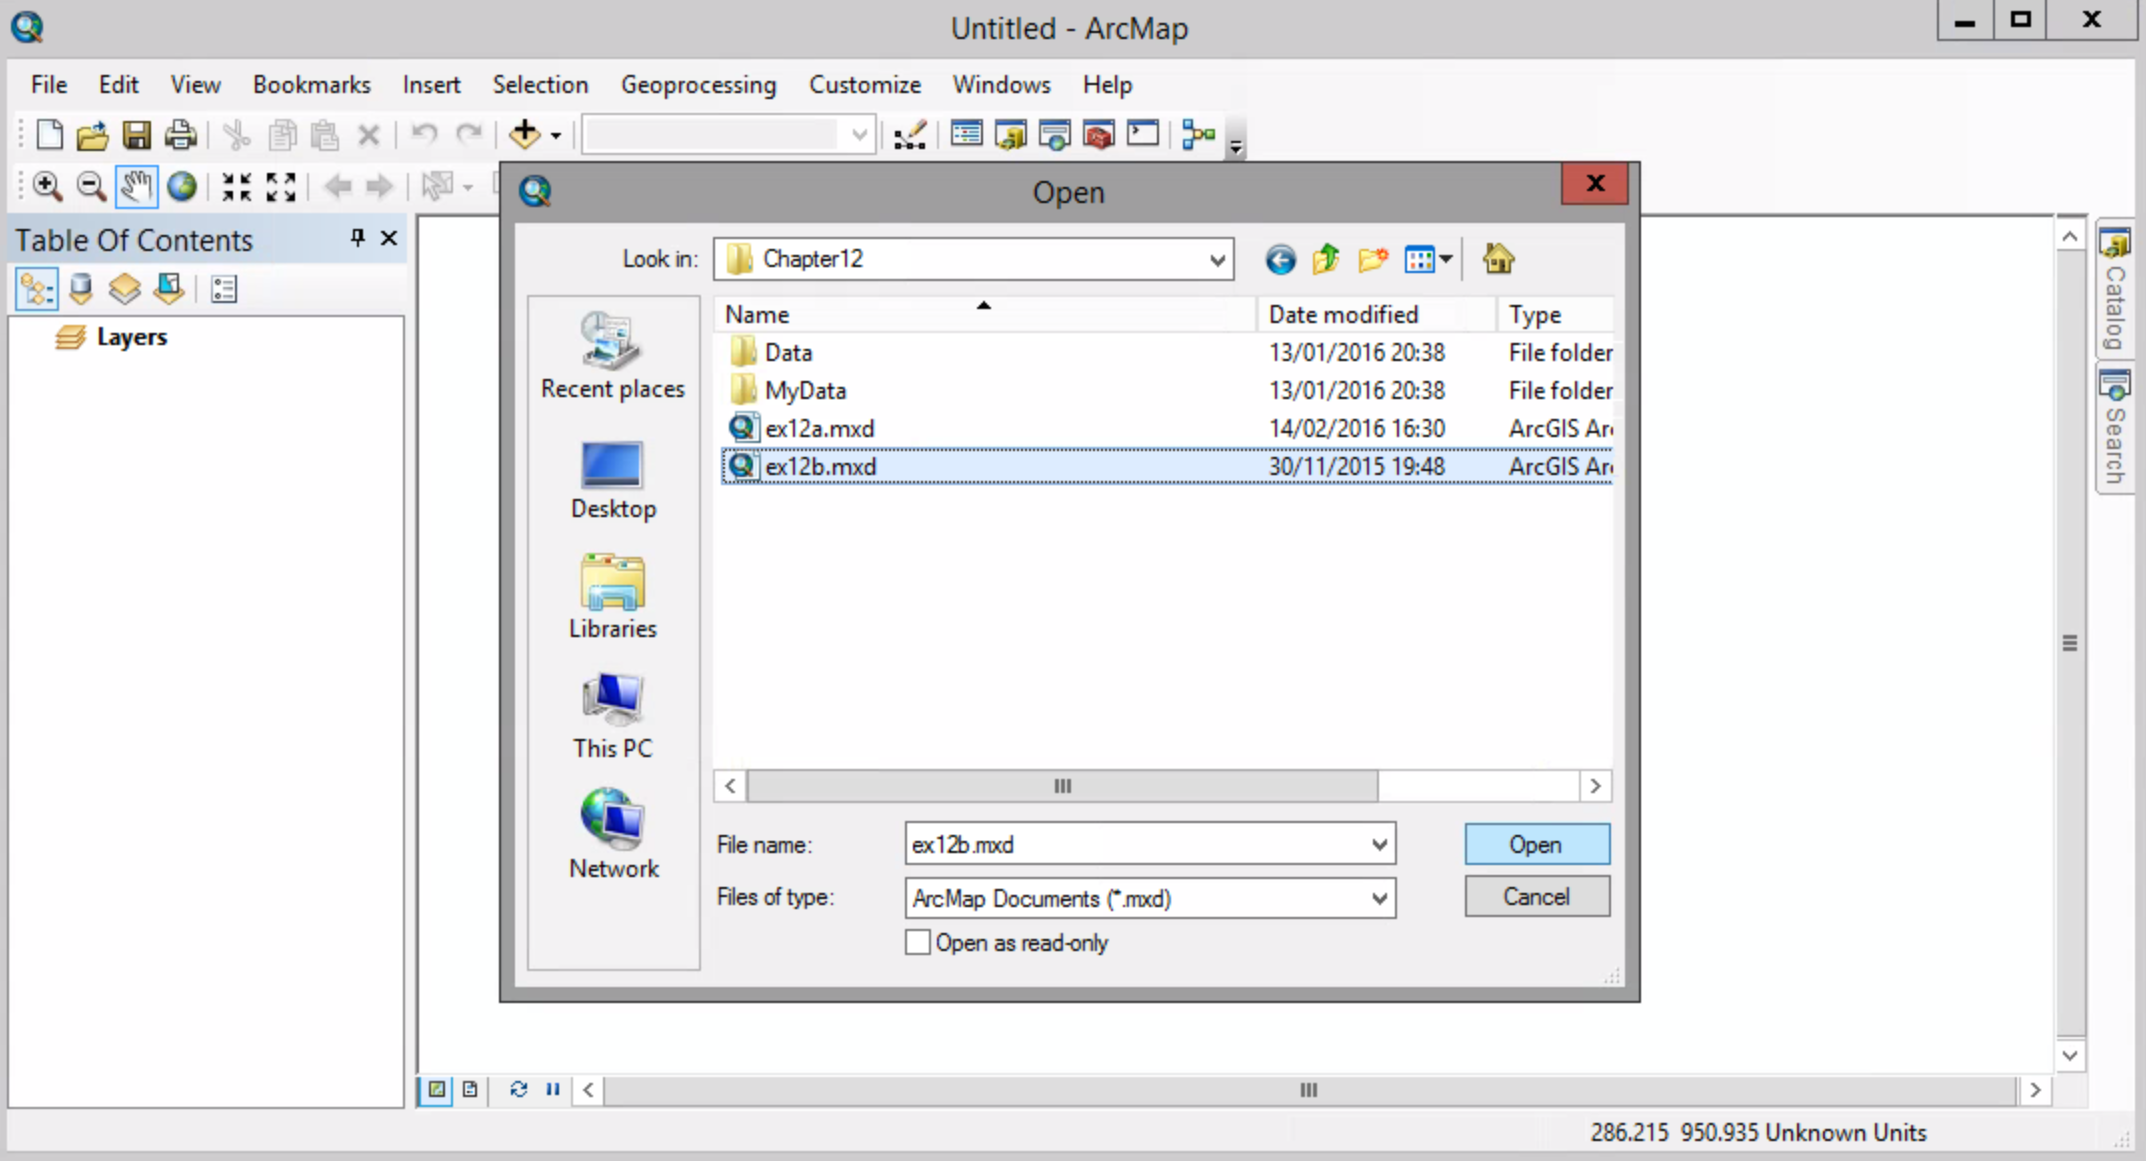 Untitled - ArcMap
File Edit View Bookmarks Insert Selection Geoprocessing Customize Windows Help
Open
Table Of Contents
Look in: Chapter12
Layers
Name Date modified Type
Data 13/01/2016 20:38 File folder
MyData 13/01/2016 20:38 File folder
ex12a.mxd 14/02/2016 16:30 ArcGIS Ar
ex12b.mxd 30/11/2015 19:48 ArcGIS Ar
Recent places
Desktop
Libraries
This PC
Network
File name: ex12b.mxd Open
Files of type: ArcMap Documents (*.mxd) Cancel
Open as read-only
Catalog
Search
286.215 950.935 Unknown Units